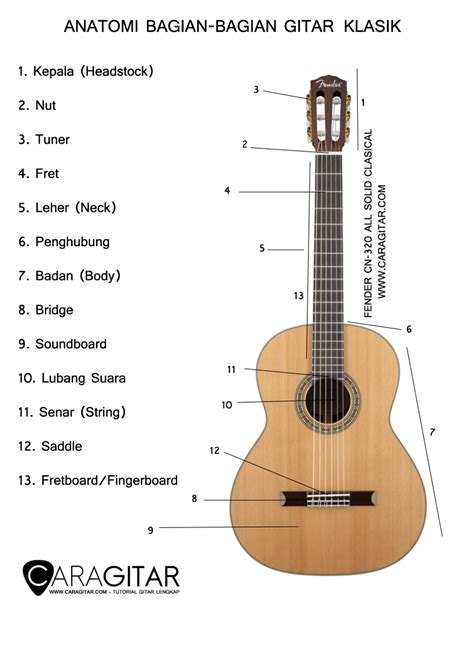 ANATOMI BAGIAN-BAGIAN GITAR KLASIK
1. Kepala (Headstock)
2. Nut
3. Tuner
4. Fret
5. Leher (Neck)
6. Penghubung
7. Badan (Body)
8. Bridge
9. Soundboard
10. Lubang Suara
11. Senar (String)
12. Saddle
13. Fretboard/Fingerboard
Fender
3
1
2
4
5
13
6
11
10
7
12
8
9
FENDER CN-320 ALL SOLID CLASICAL
WWW.CARAGITAR.COM
CARAGITAR
WWW.CARAGITAR.COM - TUTORIAL GITAR LENGKAP